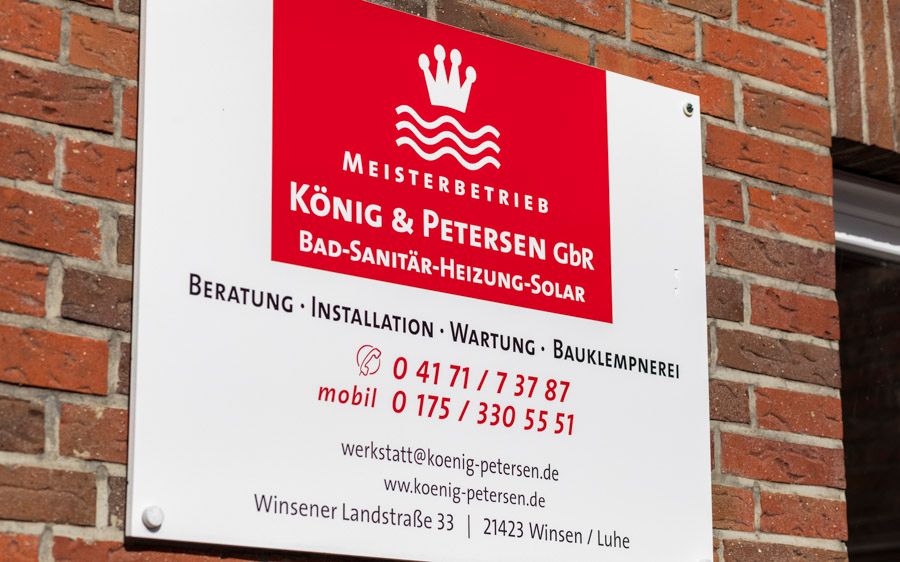 MEISTERBETRIEB
KÖNIG & PETERSEN GbR
BAD-SANITÄR-HEIZUNG-SOLAR
BERATUNG · INSTALLATION · WARTUNG · BAUKLEMPNEREI
0 41 71 / 7 37 87
mobil 0 175 / 330 55 51
werkstatt@koenig-petersen.de
ww.koenig-petersen.de
Winsener Landstraße 33 | 21423 Winsen / Luhe